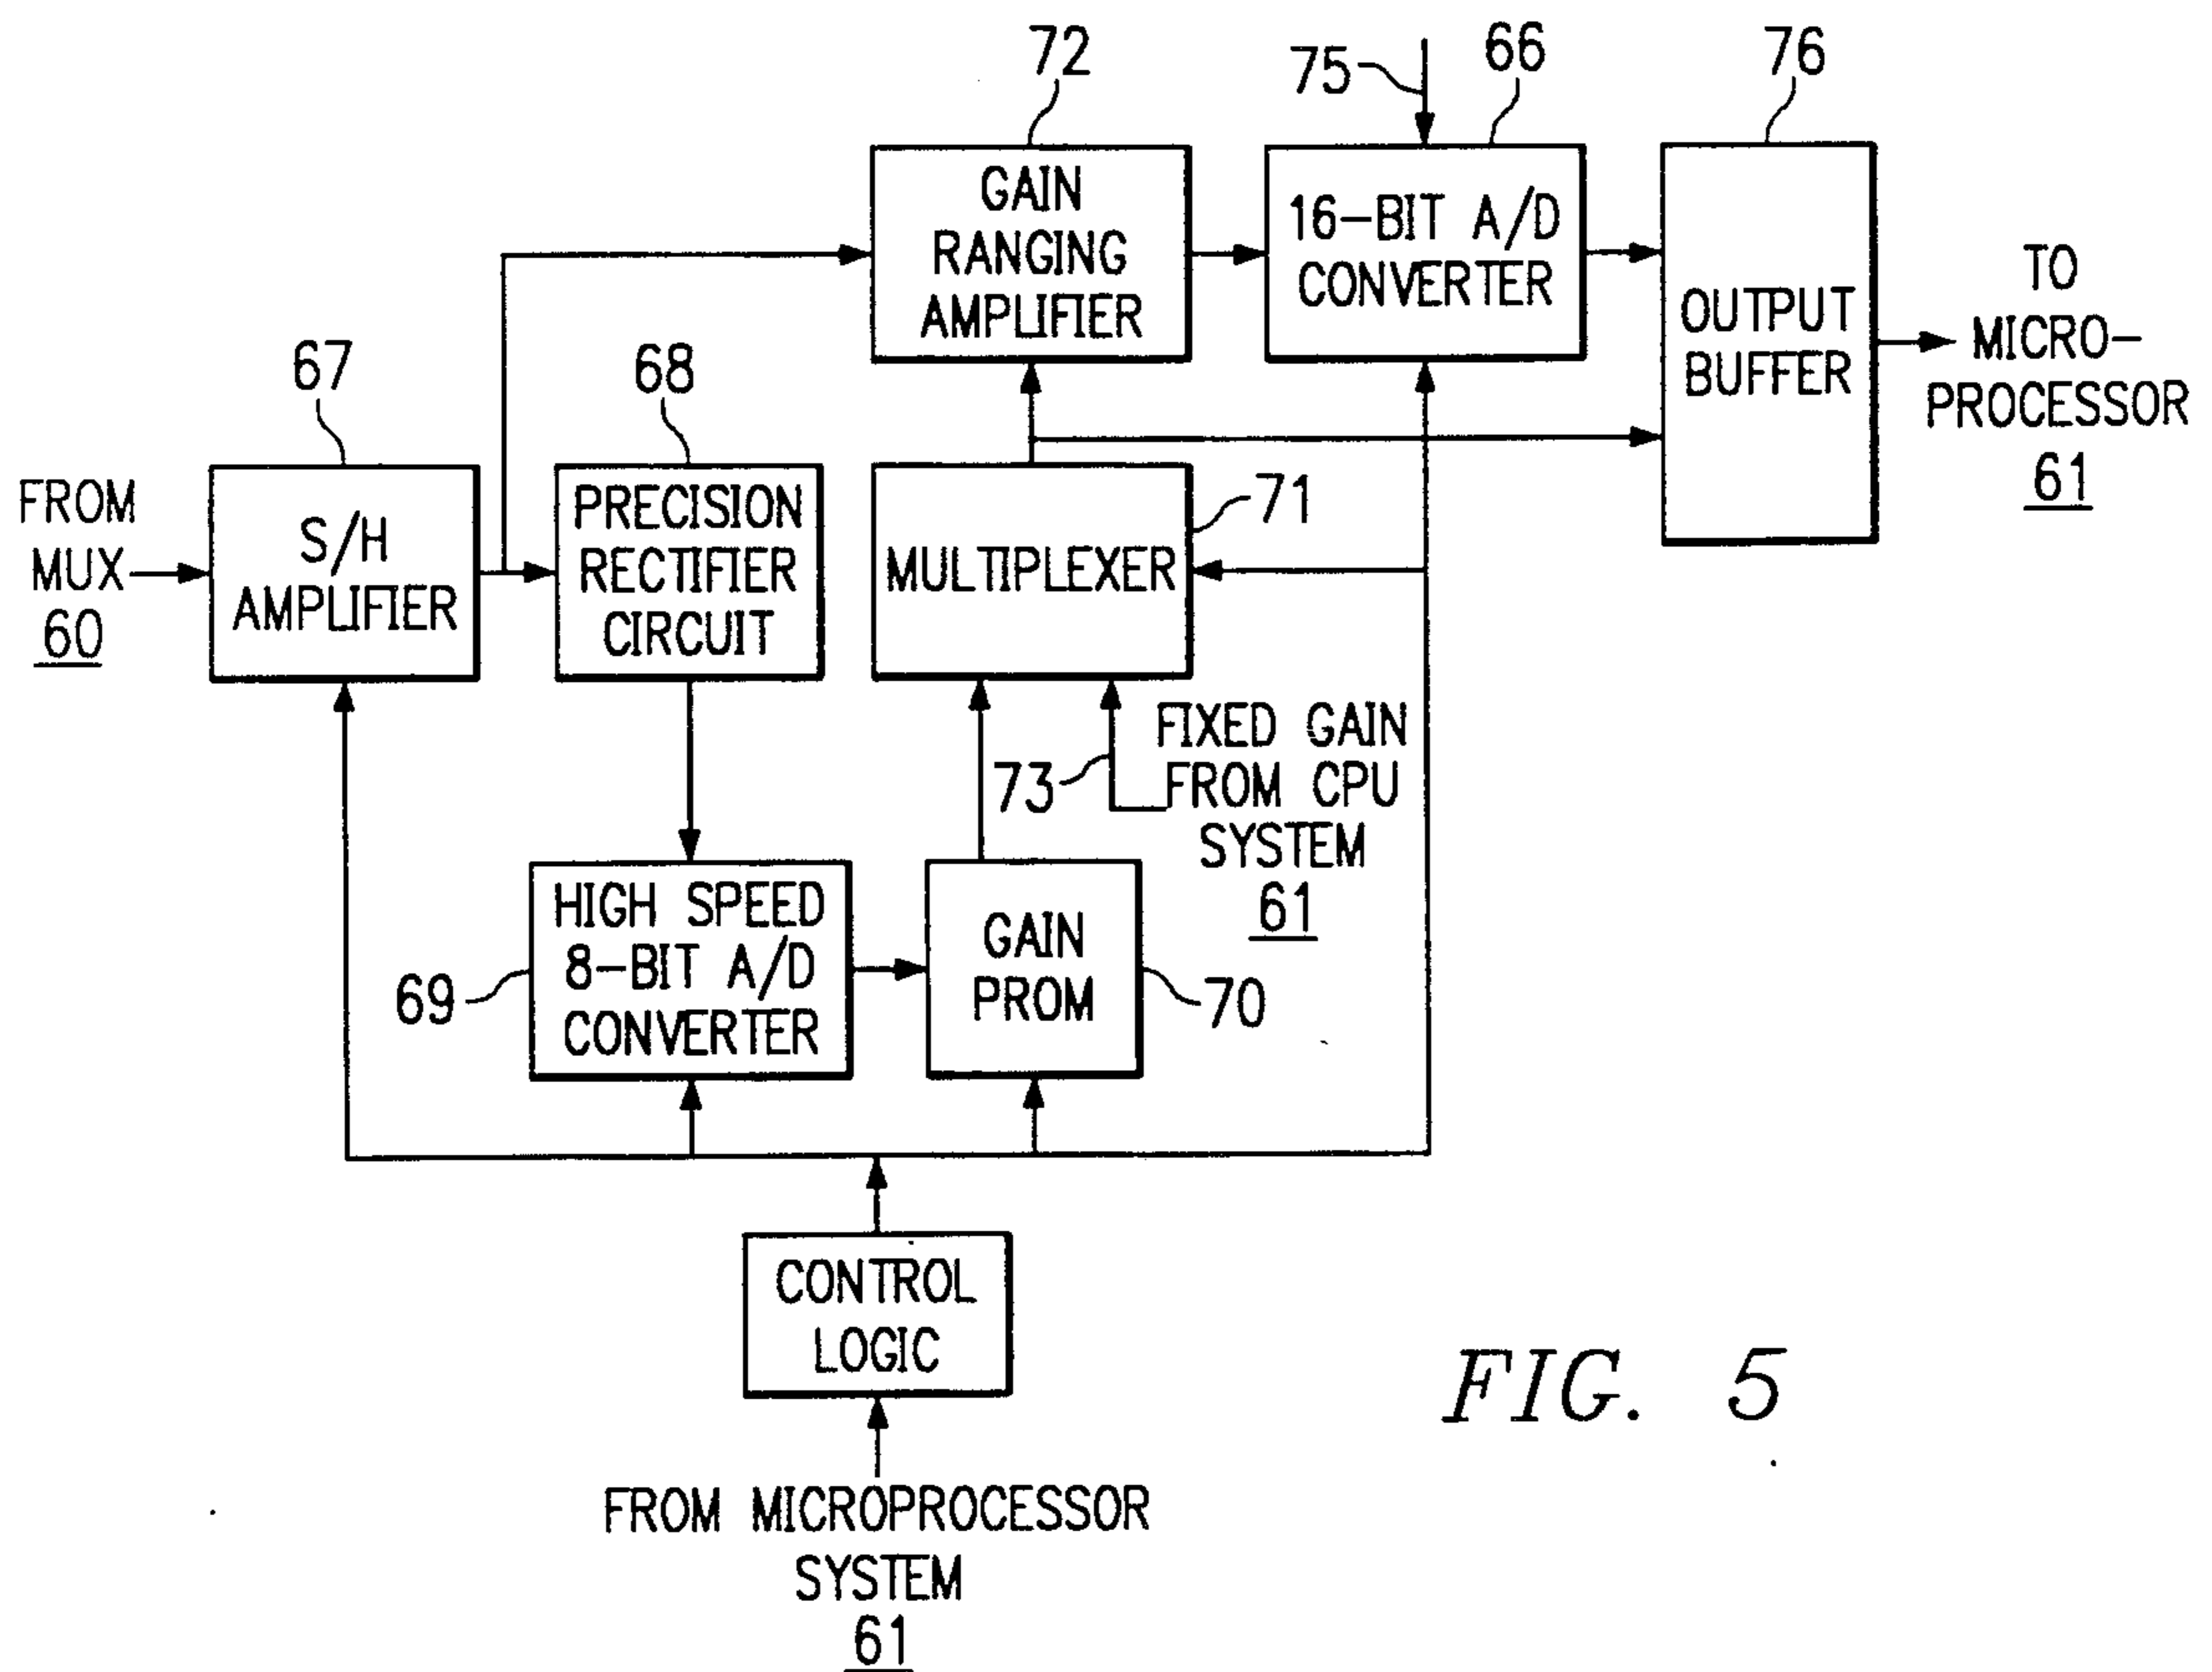 72
75
66
76
GAIN
RANGING
AMPLIFIER
16-BIT A/D
CONVERTER
OUTPUT
BUFFER
TO
MICRO-
PROCESSOR
61
67
68
FROM
MUX
60
S/H
AMPLIFIER
PRECISION
RECTIFIER
CIRCUIT
MULTIPLEXER
71
73
FIXED GAIN
FROM CPU
SYSTEM
61
HIGH SPEED
8-BIT A/D
CONVERTER
69
GAIN
PROM
70
CONTROL
LOGIC
FROM MICROPROCESSOR
SYSTEM
61
FIG. 5